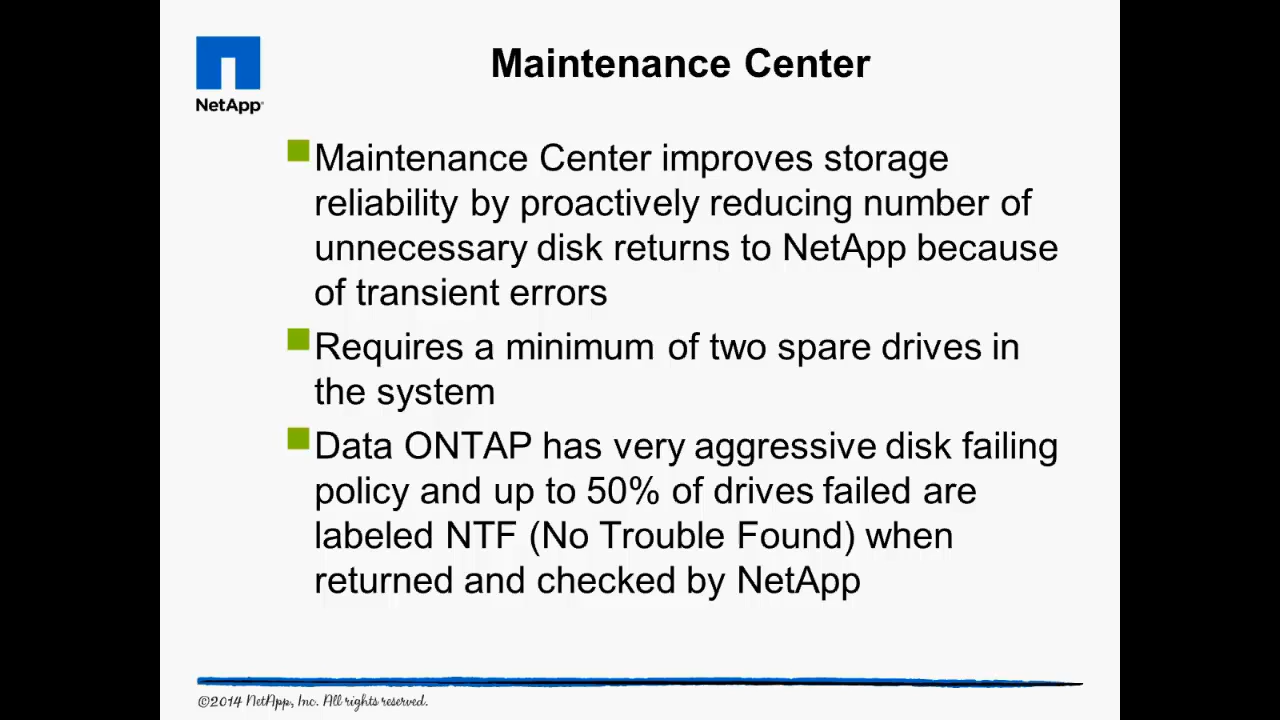 NetApp®
Maintenance Center
Maintenance Center improves storage
reliability by proactively reducing number of
unnecessary disk returns to NetApp because
of transient errors
Requires a minimum of two spare drives in
the system
Data ONTAP has very aggressive disk failing
policy and up to 50% of drives failed are
labeled NTF (No Trouble Found) when
returned and checked by NetApp
©2014 NetApp, Inc. All rights reserved.